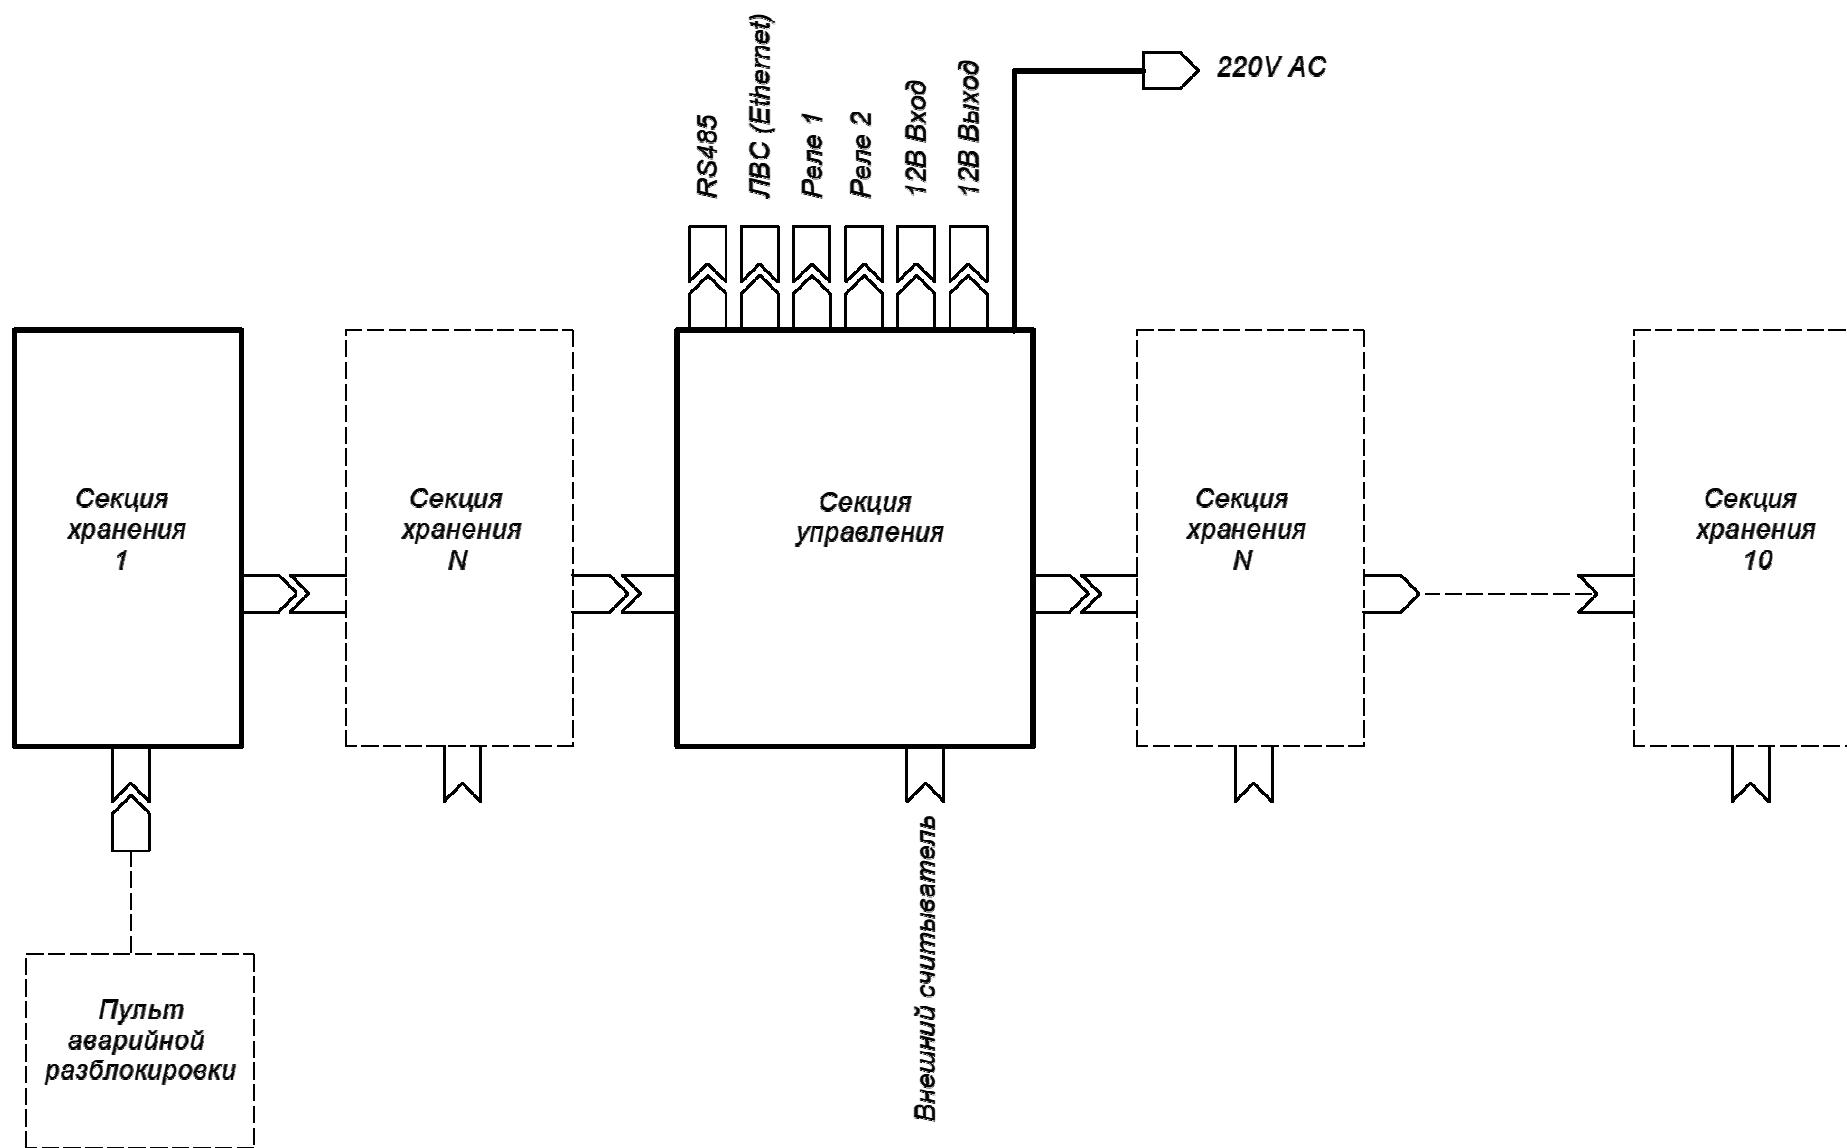 220V AC
RS485
ЛВС (Ethernet)
Реле 1
Реле 2
12В Вход
12В Выход
Секция
хранения
1
Секция
хранения
N
Секция
управления
Секция
хранения
N
Секция
хранения
10
Внешний считыватель
Пульт
аварийной
разблокировки